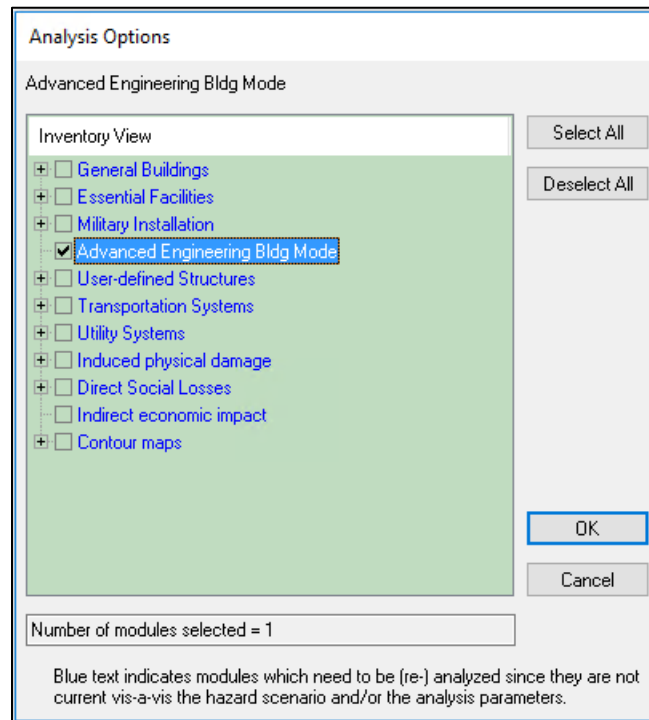 Analysis Options
Advanced Engineering Bldg Mode
Inventory View
Select All
Deselect All
General Buildings
Essential Facilities
Military Installation
Advanced Engineering Bldg Mode
User-defined Structures
Transportation Systems
Utility Systems
Induced physical damage
Direct Social Losses
Indirect economic impact
Contour maps
OK
Cancel
Number of modules selected = 1
Blue text indicates modules which need to be (re-) analyzed since they are not
current vis-a-vis the hazard scenario and/or the analysis parameters.